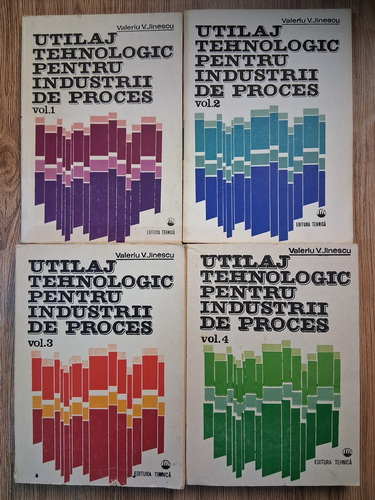 Valeriu V.Jinescu
UTILAJ
TEHNOLOGIC
PENTRU
INDUSTRII
DE PROCES
vol.1
EDITURA TEHNICĂ
Valeriu V.Jinescu
UTILAJ
TEHNOLOGIC
PENTRU
INDUSTRII
DE PROCES
vol.2
EDITURA TEHNICĂ
Valeriu V.Jinescu
UTILAJ
TEHNOLOGIC
PENTRU
INDUSTRII
DE PROCES
vol.3
EDITURA TEHNICĂ
Valeriu V.Jinescu
UTILAJ
TEHNOLOGIC
PENTRU
INDUSTRII
DE PROCES
vol.4
EDITURA TEHNICĂ